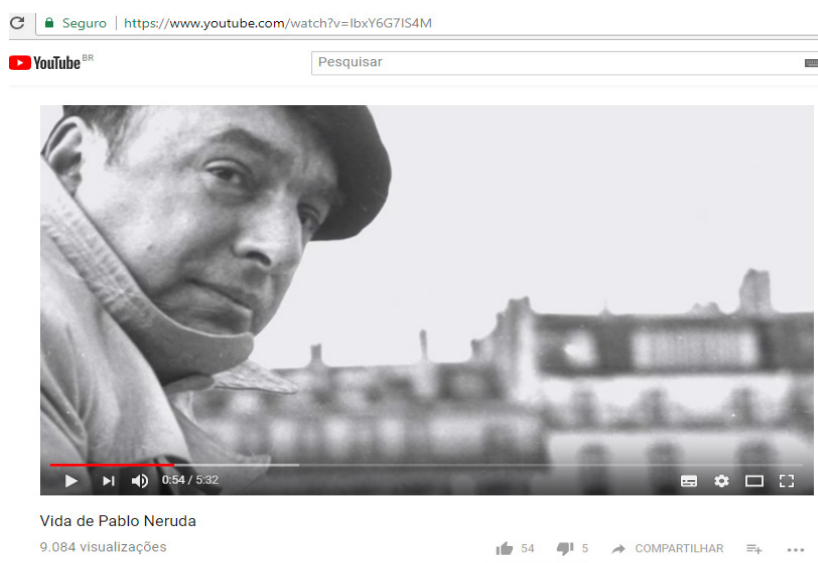 Seguro | https://www.youtube.com/watch?v=IbxY6G7IS4M
YouTube BR
Pesquisar
0:54 / 5:32
Vida de Pablo Neruda
9.084 visualizações
54 5 COMPARTILHAR